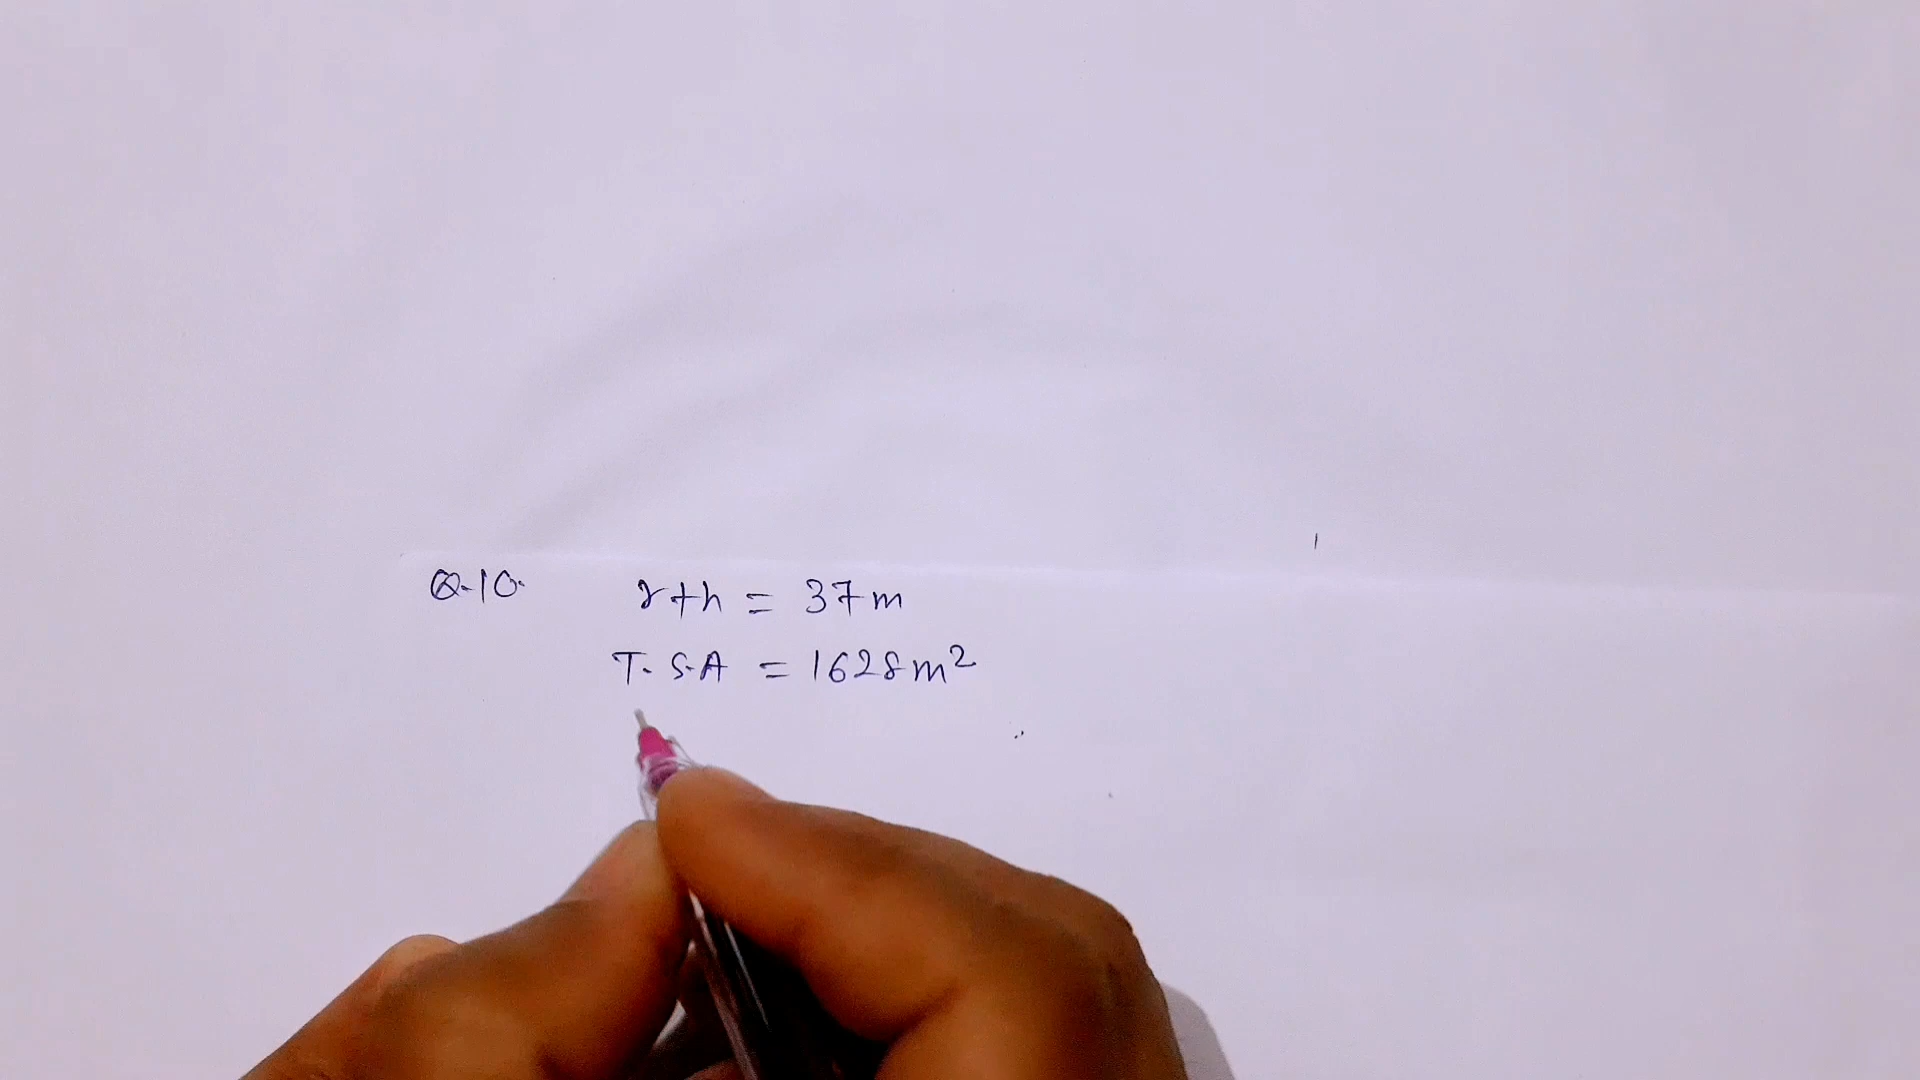 Q.10. r+h = 37m
T.S.A = 1628m²